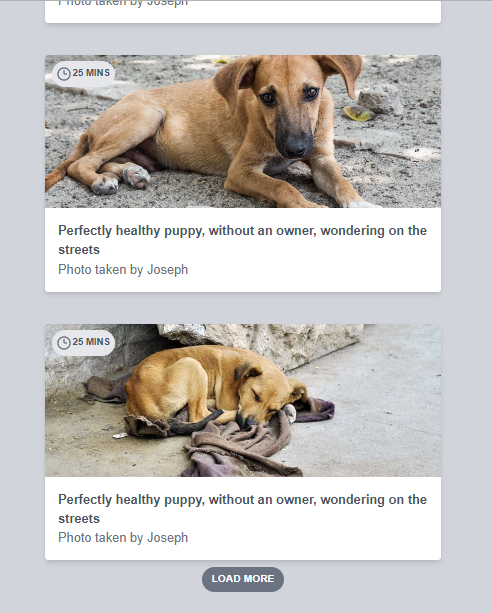 Photo taken by Joseph
25 MINS
Perfectly healthy puppy, without an owner, wondering on the
streets
Photo taken by Joseph
25 MINS
Perfectly healthy puppy, without an owner, wondering on the
streets
Photo taken by Joseph
LOAD MORE